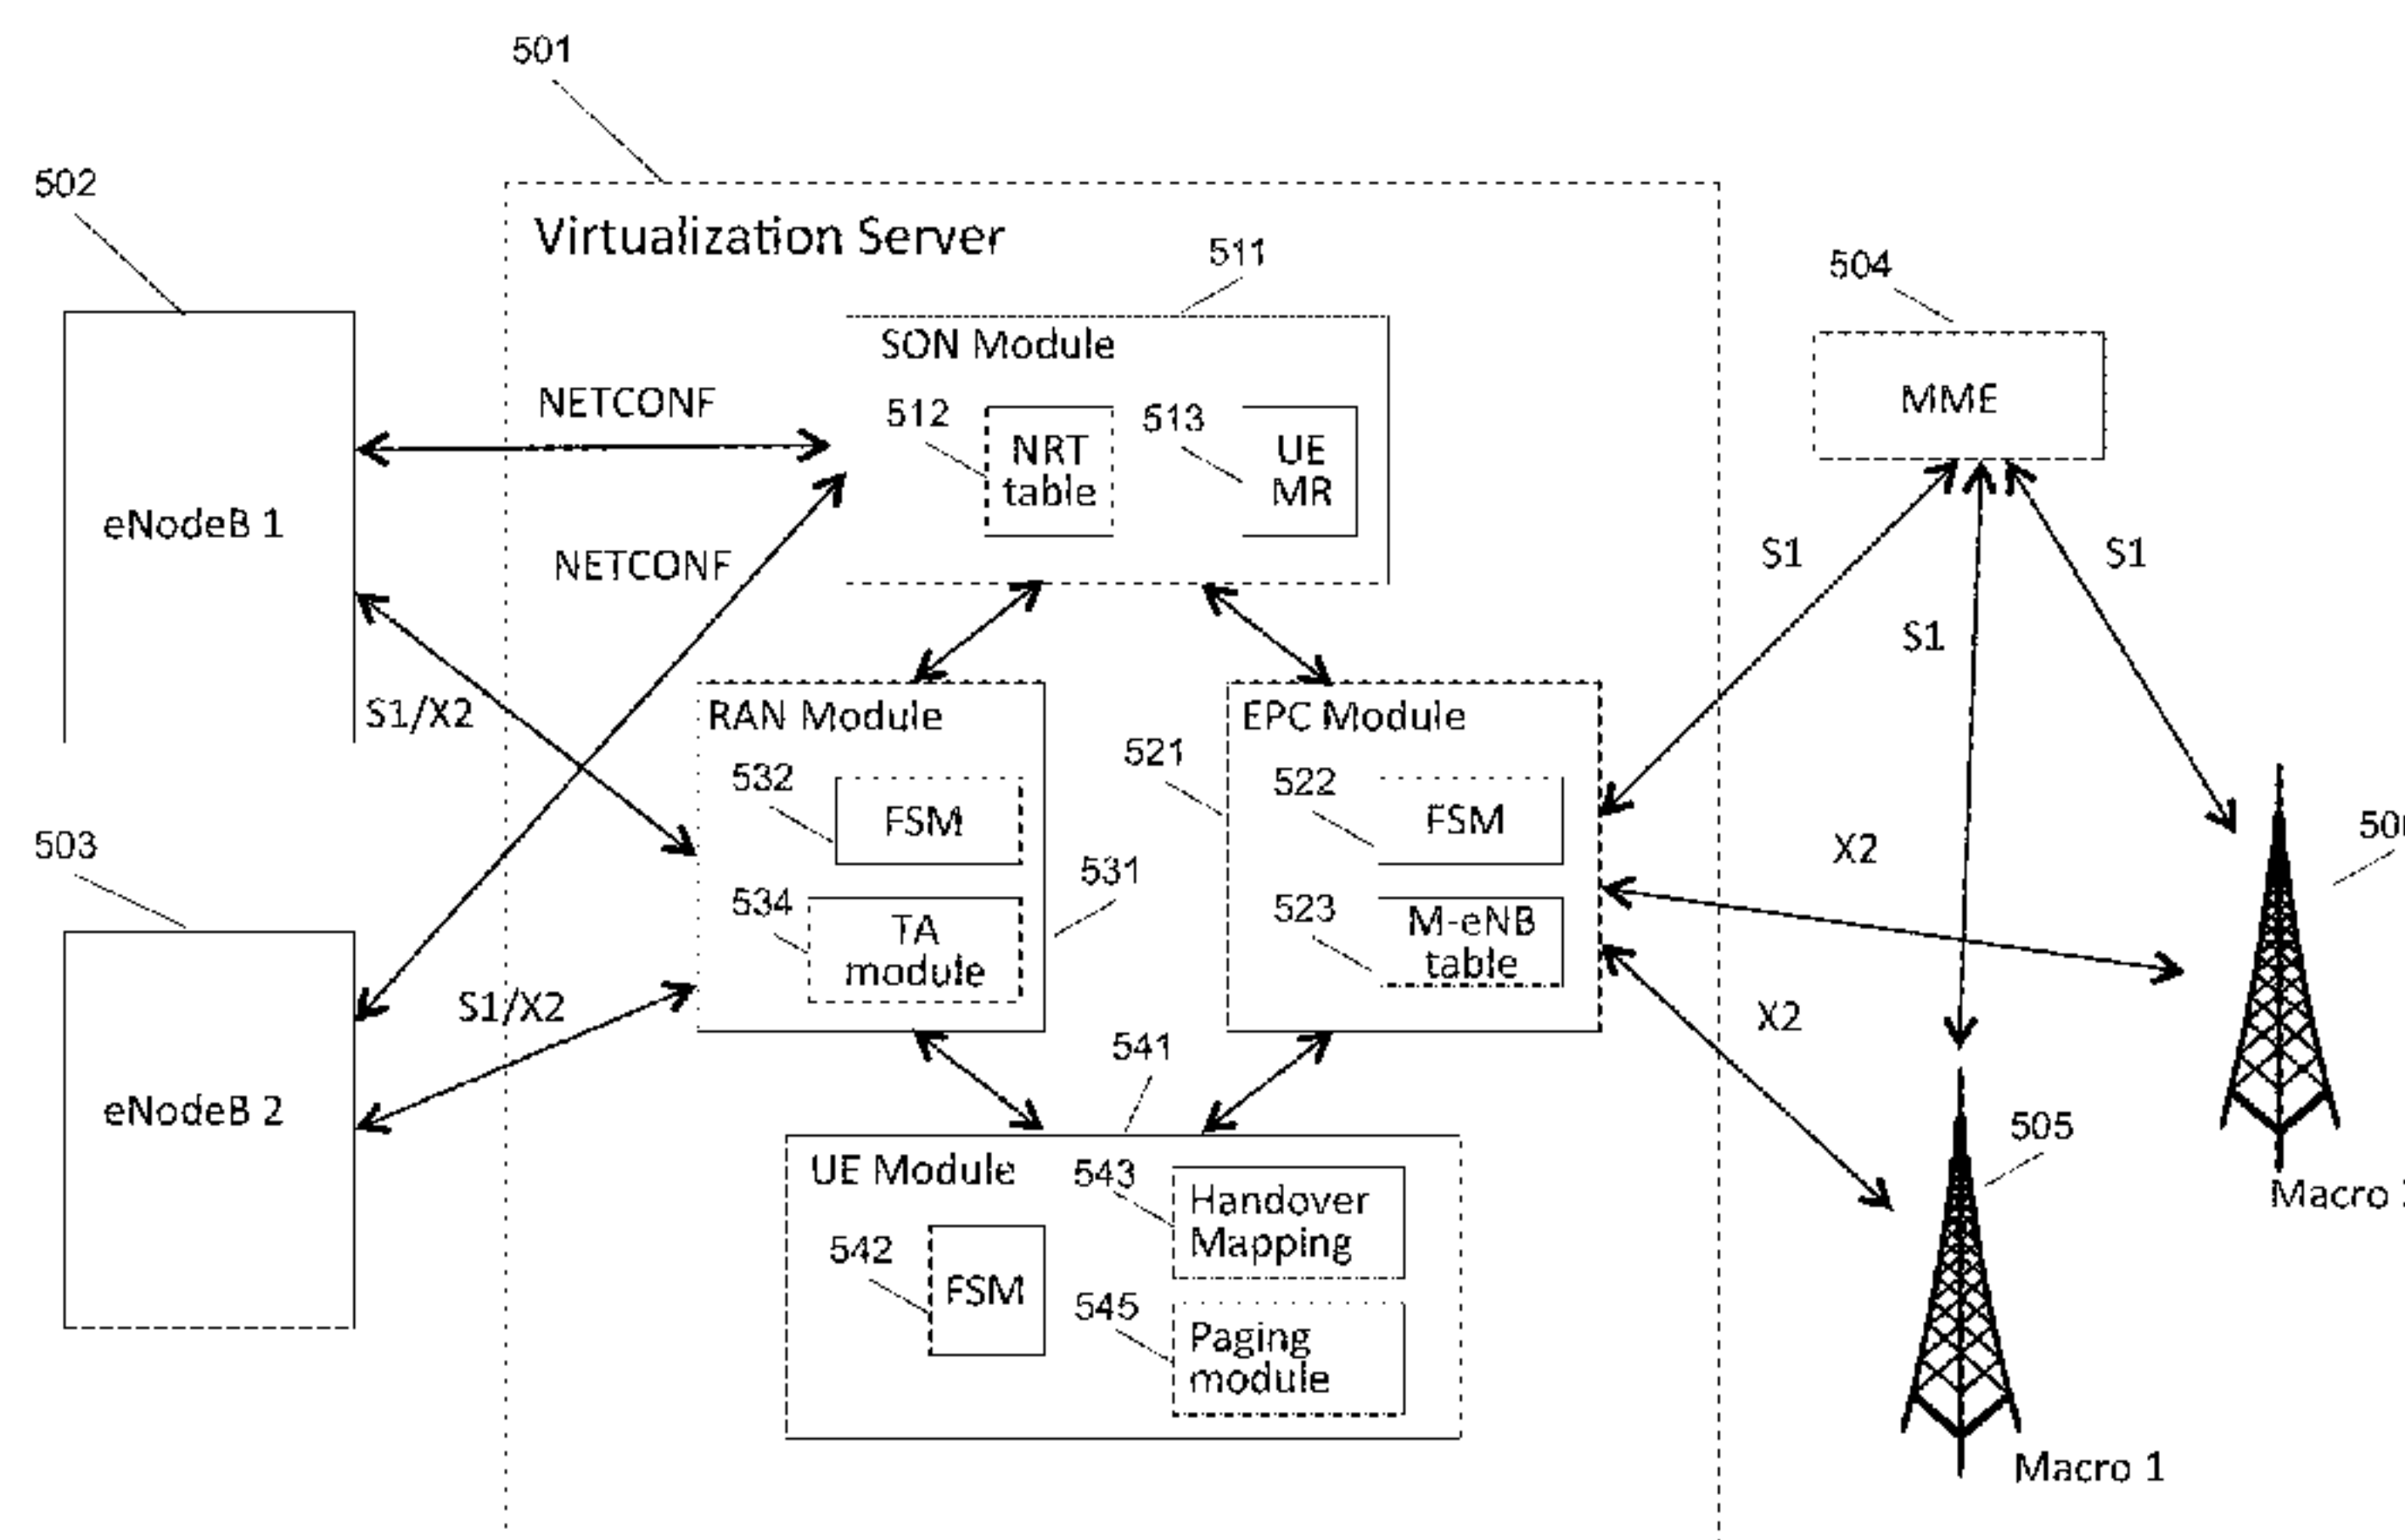 501
502
Virtualization Server
511
504
SON Module
MME
NETCONF
512
NRT
table
513
UE
MR
eNodeB 1
NETCONF
S1
S1
S1
S1/X2
RAN Module
EPC Module
521
532
FSM
522
FSM
X2
503
531
534
TA
module
523
M-eNB
table
S1/X2
X2
541
eNodeB 2
505
UE Module
543
Handover
Mapping
Macro
542
FSM
545
Paging
module
Macro 1